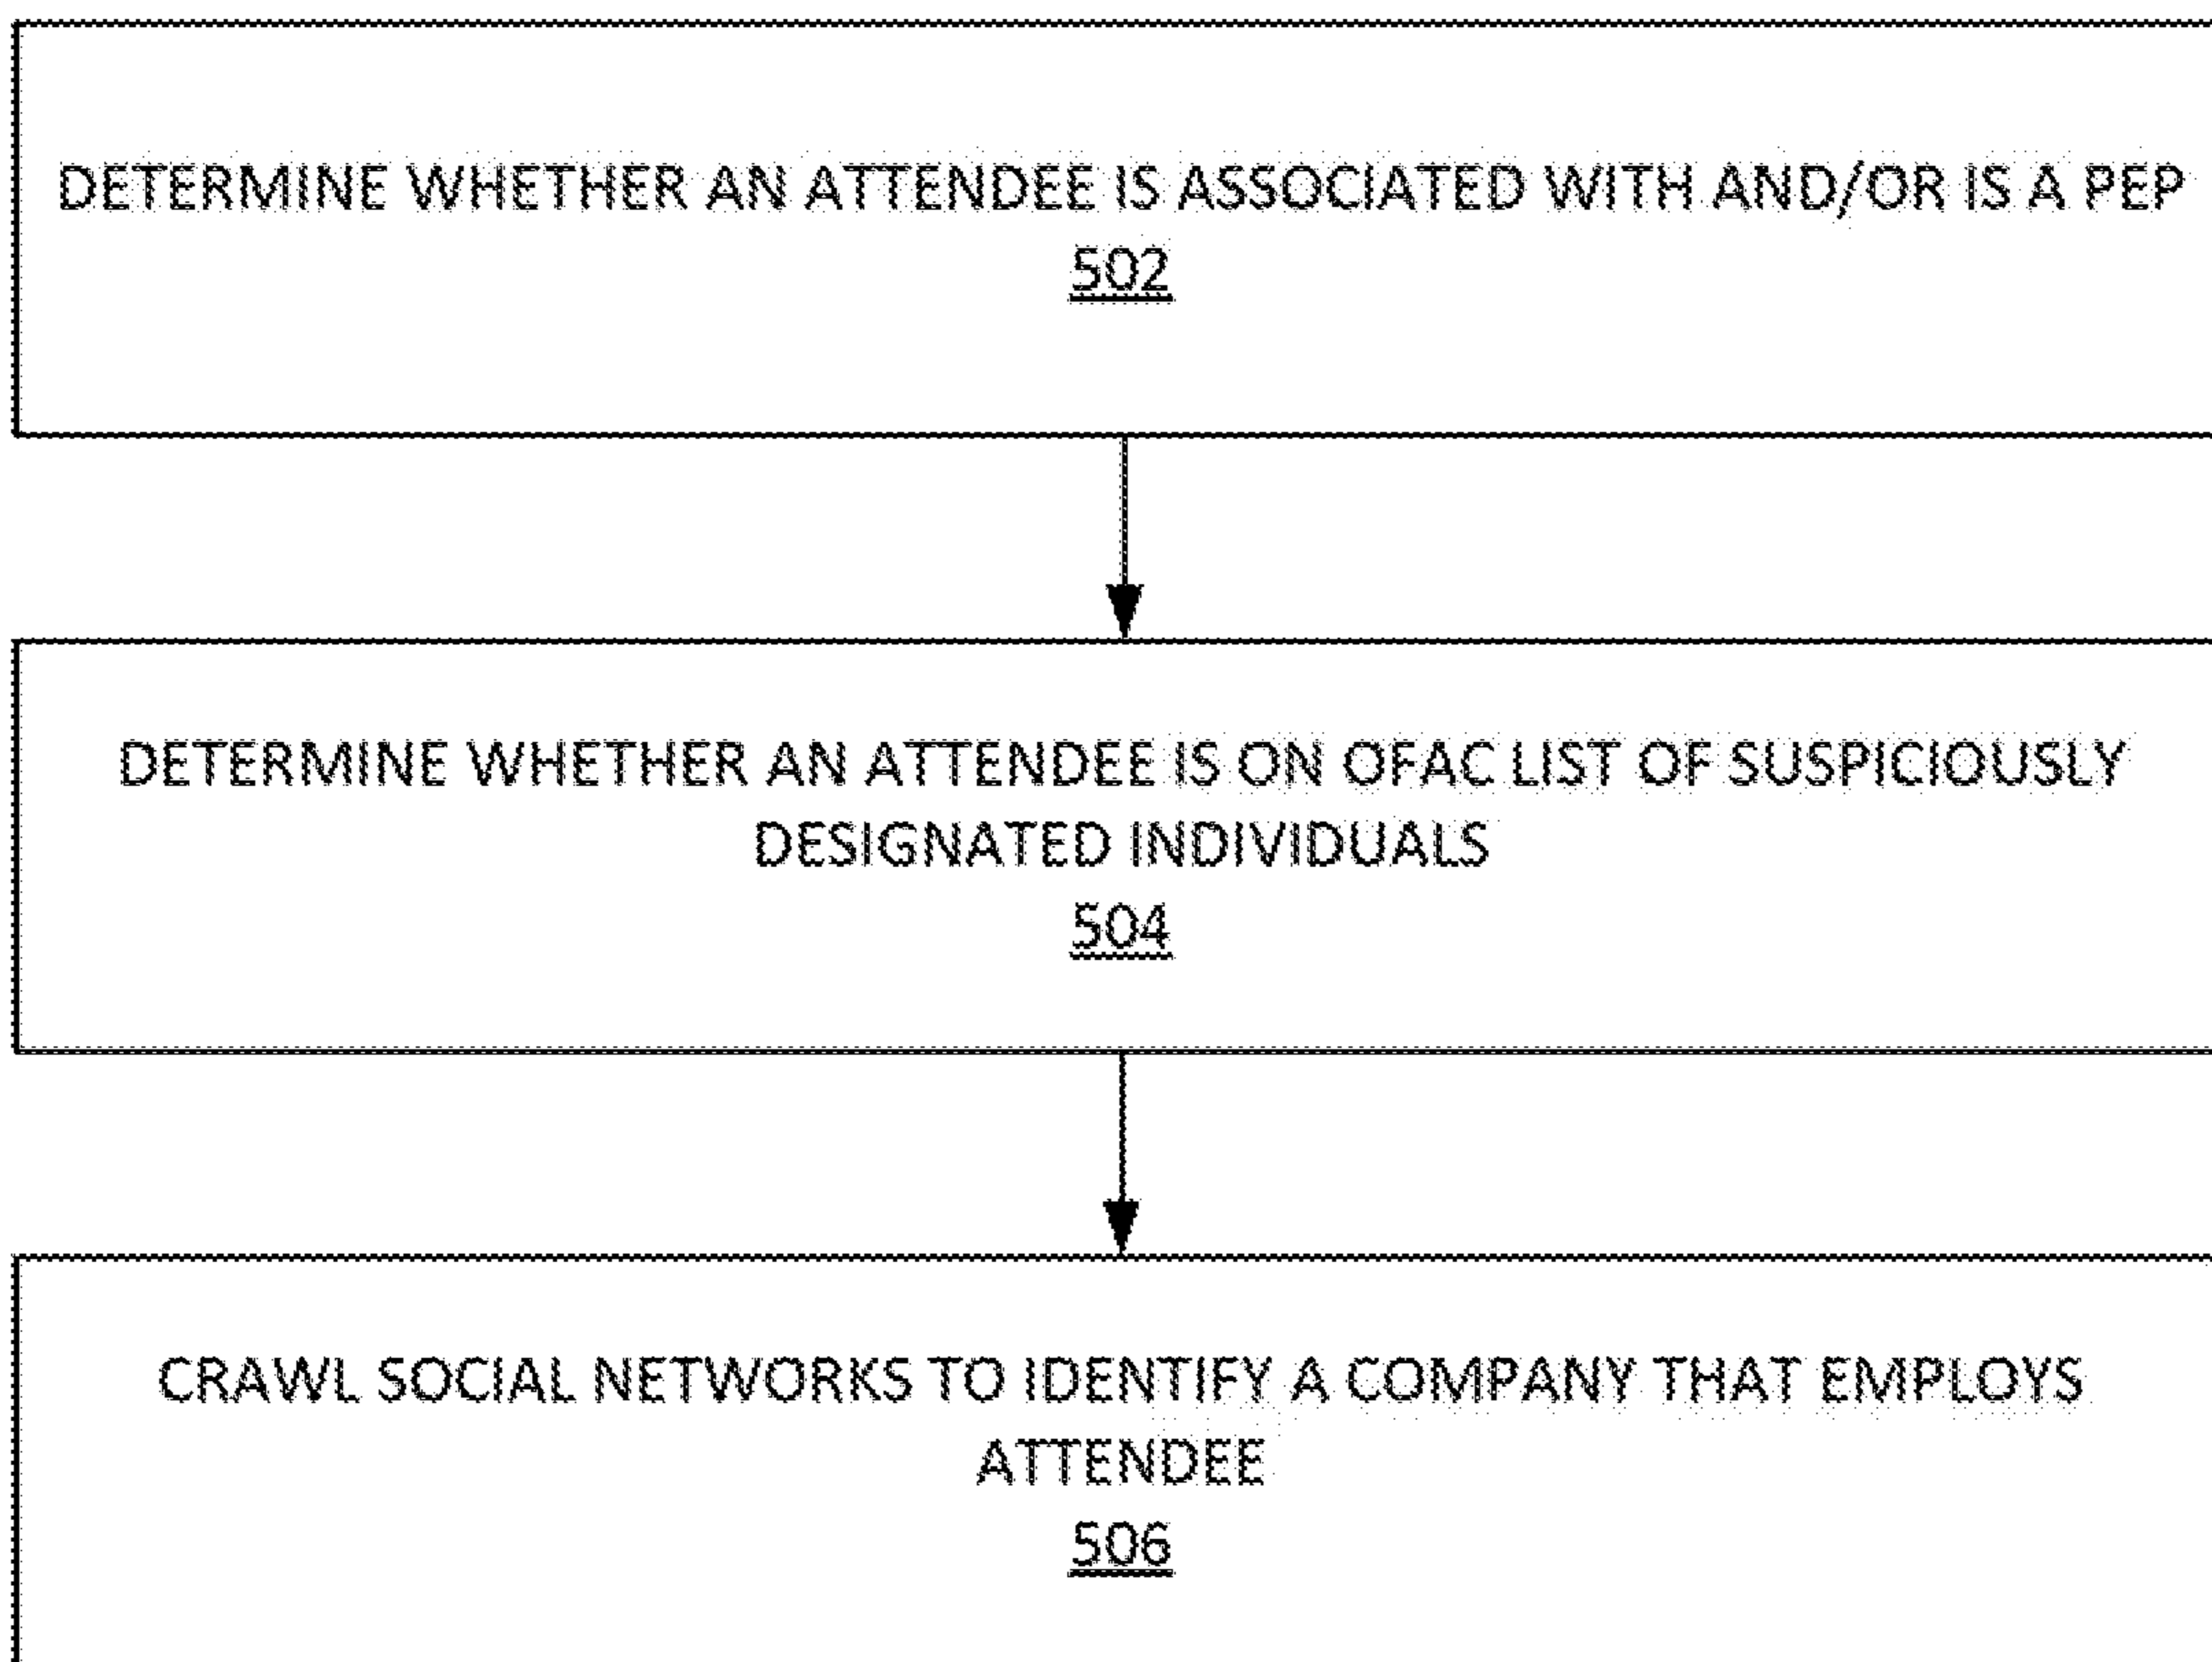 DETERMINE WHETHER AN ATTENDEE IS ASSOCIATED WITH AND/OR IS A PEP
502
DETERMINE WHETHER AN ATTENDEE IS ON OFAC LIST OF SUSPICIOUSLY
DESIGNATED INDIVIDUALS
504
CRAWL SOCIAL NETWORKS TO IDENTIFY A COMPANY THAT EMPLOYS
ATTENDEE
506